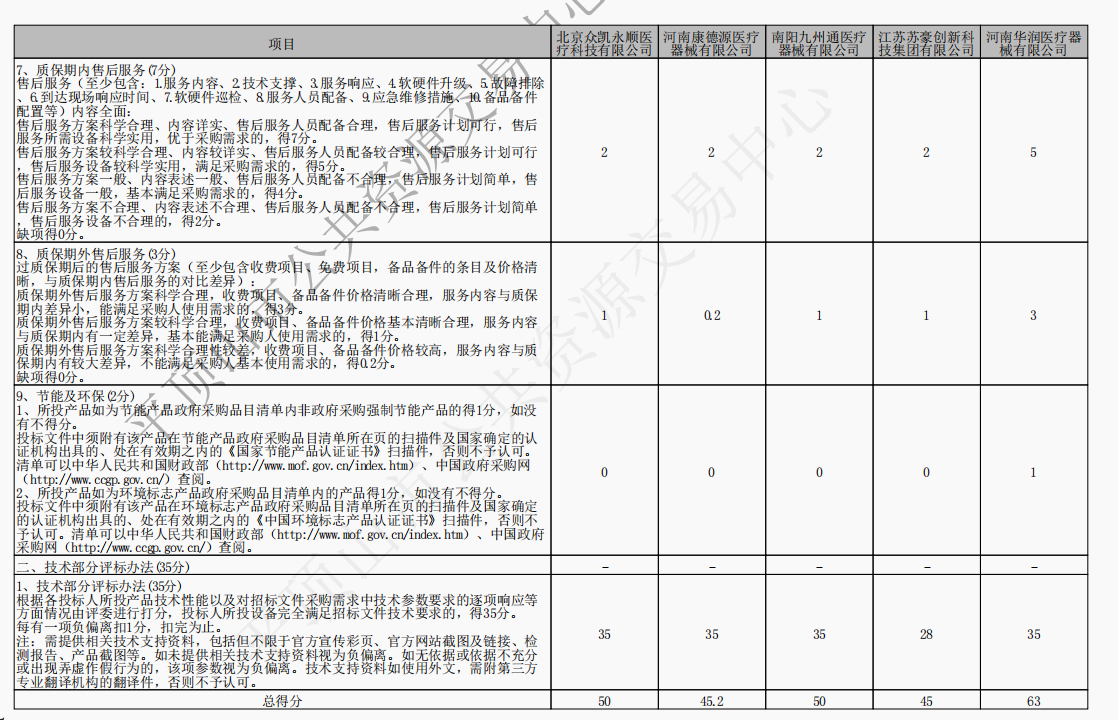 项目
北京众凯永顺医
疗科技有限公司
河南康德源医疗
器械有限公司
南阳九州通医疗
器械有限公司
江苏苏豪创新科
技集团有限公司
河南华润医疗器
械有限公司
7、质保期内售后服务(7分)
售后服务（至少包含：1.服务内容、2.技术支撑、3.服务响应、4.软硬件升级、5.故障排除
、6.到达现场响应时间、7.软硬件巡检、8.服务人员配备、9.应急维修措施、10.备品备件
配置等）内容全面:
售后服务方案科学合理、内容详实、售后服务人员配备合理，售后服务计划可行，售后
服务所需设备科学实用，优于采购需求的，得7分。
售后服务方案较科学合理、内容较详实、售后服务人员配备较合理，售后服务计划可行
，售后服务设备较科学实用，满足采购需求的，得5分。
售后服务方案一般、内容表述一般、售后服务人员配备不合理，售后服务计划简单，售
后服务设备一般，基本满足采购需求的，得4分。
售后服务方案不合理、内容表述不合理、售后服务人员配备不合理，售后服务计划简单
，售后服务设备不合理的，得2分。
缺项得0分。
2 2 2 2 5
8、质保期外售后服务(3分)
过质保期后的售后服务方案（至少包含收费项目、免费项目，备品备件的条目及价格清
晰，与质保期内售后服务的对比差异）:
质保期外售后服务方案科学合理，收费项目、备品备件价格清晰合理，服务内容与质保
期内差异小，能满足采购人使用需求的，得3分。
质保期外售后服务方案较科学合理，收费项目、备品备件价格基本清晰合理，服务内容
与质保期内有一定差异，基本能满足采购人使用需求的，得1分。
质保期外售后服务方案科学合理性较差，收费项目、备品备件价格较高，服务内容与质
保期内有较大差异，不能满足采购人基本使用需求的，得0.2分。
缺项得0分。
1 0.2 1 1 3
9、节能及环保(2分)
1、所投产品如为节能产品政府采购品目清单内非政府采购强制节能产品的得1分，如没
有不得分。
投标文件中须附有该产品在节能产品政府采购品目清单所在页的扫描件及国家确定的认
证机构出具的、处在有效期之内的《国家节能产品认证证书》扫描件，否则不予认可。
清单可以中华人民共和国财政部（http://www.mof.gov.cn/index.htm）、中国政府采购网
（http://www.ccgp.gov.cn/）查阅。
2、所投产品如为环境标志产品政府采购品目清单内的产品得1分，如没有不得分。
投标文件中须附有该产品在环境标志产品政府采购品目清单所在页的扫描件及国家确定
的认证机构出具的、处在有效期之内的《中国环境标志产品认证证书》扫描件，否则不
予认可。清单可以中华人民共和国财政部（http://www.mof.gov.cn/index.htm）、中国政府
采购网（http://www.ccgp.gov.cn/）查阅。
0 0 0 0 1
二、技术部分评标办法(35分)
– – – – –
1、技术部分评标办法(35分)
根据各投标人所投产品技术性能以及对招标文件采购需求中技术参数要求的逐项响应等
方面情况由评委进行打分，投标人所投设备完全满足招标文件技术要求的，得35分。
每有一项负偏离扣1分，扣完为止。
注：需提供相关技术支持资料，包括但不限于官方宣传彩页、官方网站截图及链接、检
测报告、产品截图等。如未提供相关技术支持资料视为负偏离。如无依据或依据不充分
或出现弄虚作假行为的，该项参数视为负偏离。技术支持资料如使用外文，需附第三方
专业翻译机构的翻译件，否则不予认可。
35 35 35 28 35
总得分 50 45.2 50 45 63
平顶山市公共资源交易中心
平顶山市公共资源交易中心